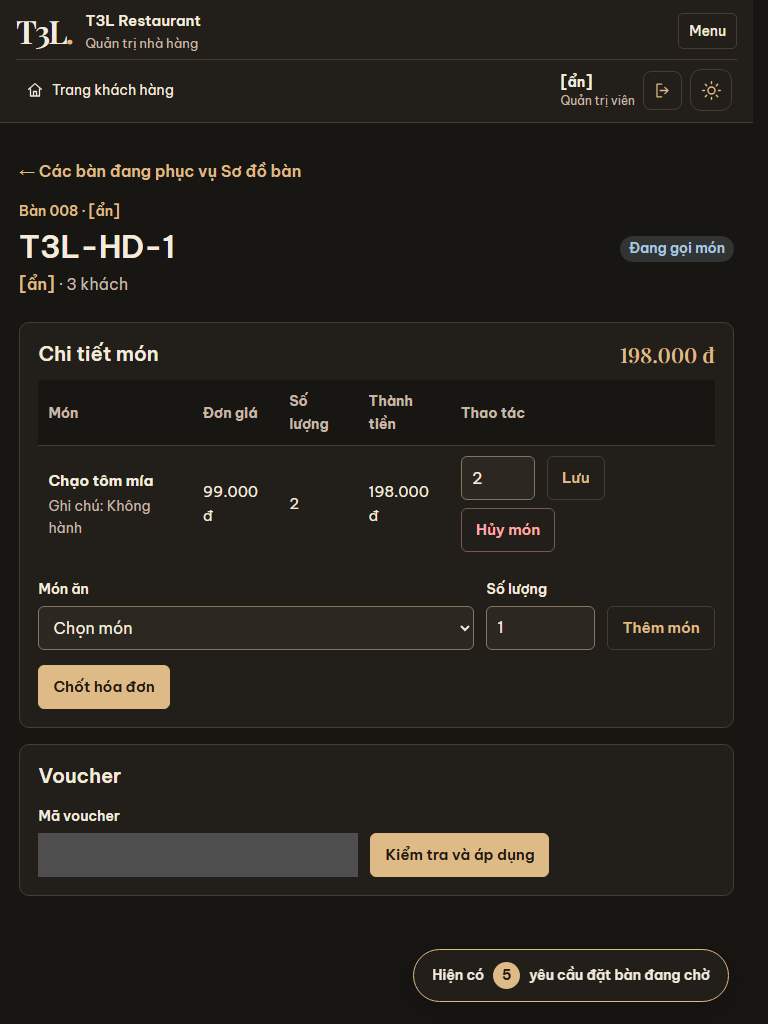 T3L.
T3L Restaurant
Quản trị nhà hàng
Menu
Trang khách hàng
[ẩn]
Quản trị viên
← Các bàn đang phục vụ Sơ đồ bàn
Bàn 008 · [ẩn]
T3L-HD-1
Đang gọi món
[ẩn] · 3 khách
Chi tiết món
198.000 đ
Món
Đơn giá
Số
lượng
Thành
tiền
Thao tác
Chạo tôm mía
Ghi chú: Không
hành
99.000
đ
2
198.000
đ
2
Lưu
Hủy món
Món ăn
Số lượng
Chọn món
1
Thêm món
Chốt hóa đơn
Voucher
Mã voucher
Kiểm tra và áp dụng
Hiện có 5 yêu cầu đặt bàn đang chờ